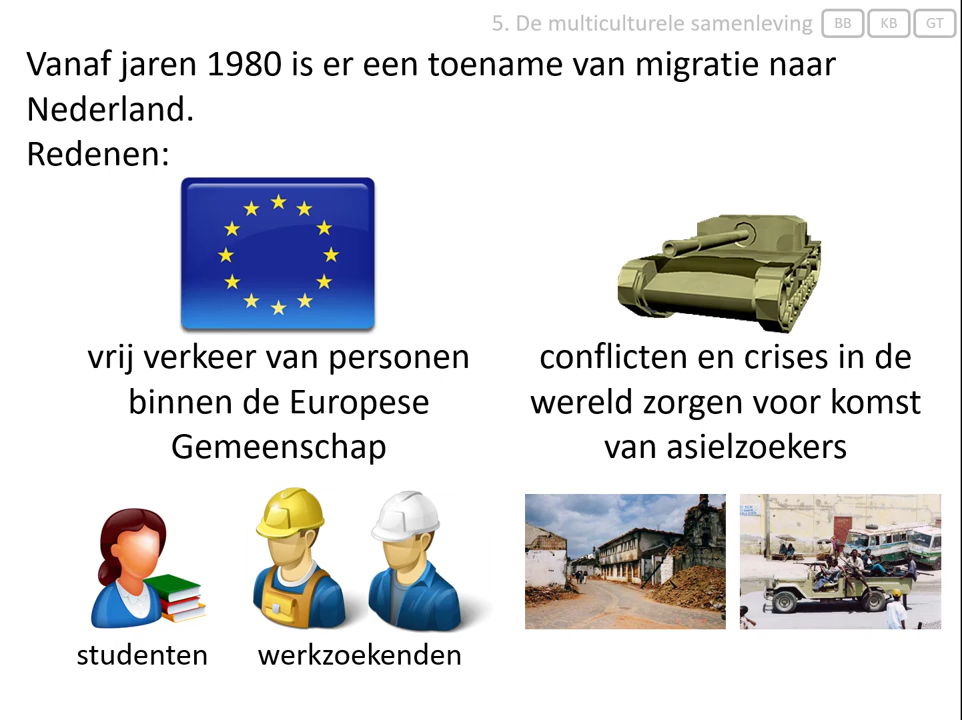 5. De multiculturele samenleving BB KB GT
Vanaf jaren 1980 is er een toename van migratie naar
Nederland.
Redenen:
vrij verkeer van personen
binnen de Europese
Gemeenschap
conflicten en crises in de
wereld zorgen voor komst
van asielzoekers
studenten
werkzoekenden